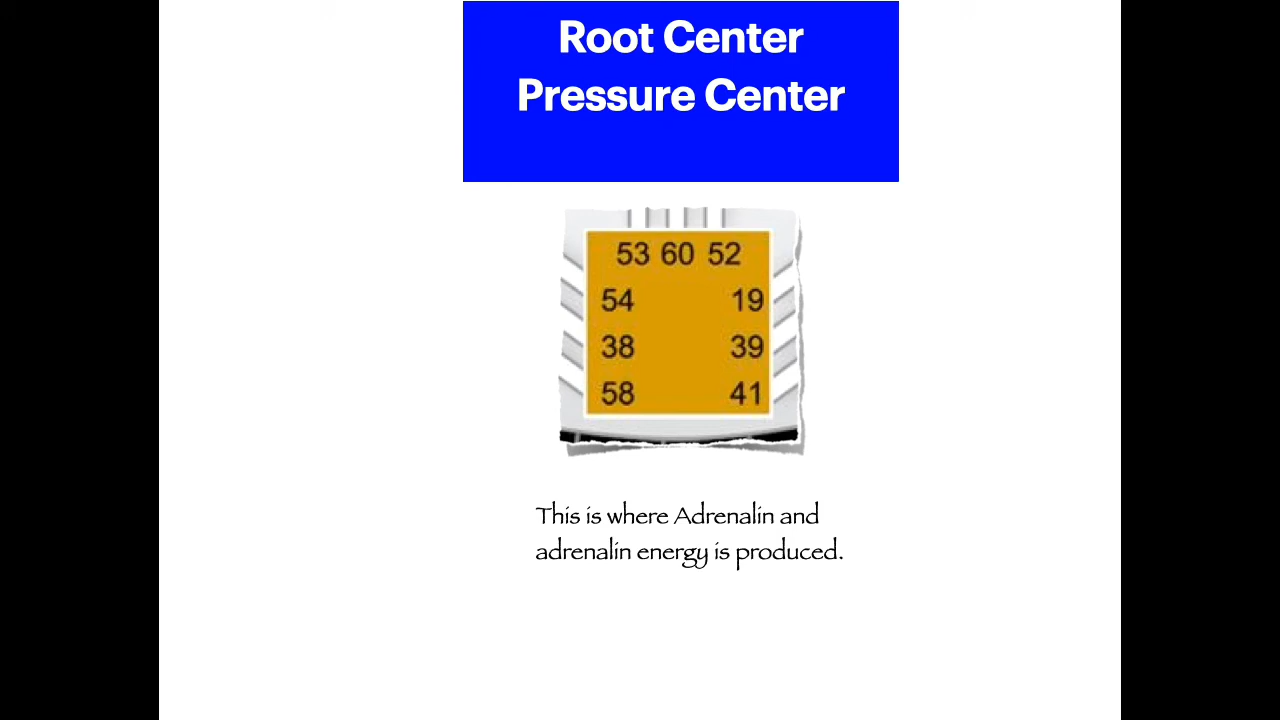 Root Center
Pressure Center
53 60 52
54 19
38 39
58 41
This is where Adrenalin and
adrenalin energy is produced.